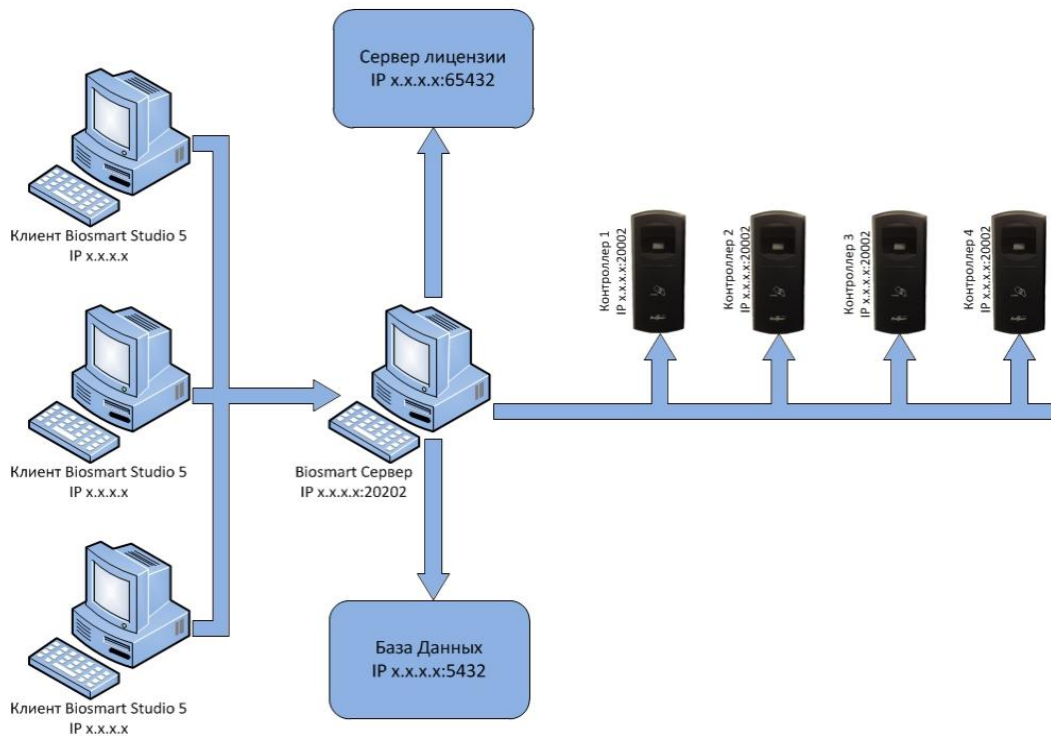 Сервер лицензии
IP x.x.x.x:65432
Клиент Biosmart Studio 5
IP x.x.x.x
Контроллер 1
IP x.x.x.x:20002
Контроллер 2
IP x.x.x.x:20002
Контроллер 3
IP x.x.x.x:20002
Контроллер 4
IP x.x.x.x:20002
Клиент Biosmart Studio 5
IP x.x.x.x
Biosmart Сервер
IP x.x.x.x:20202
База Данных
IP x.x.x.x:5432
Клиент Biosmart Studio 5
IP x.x.x.x